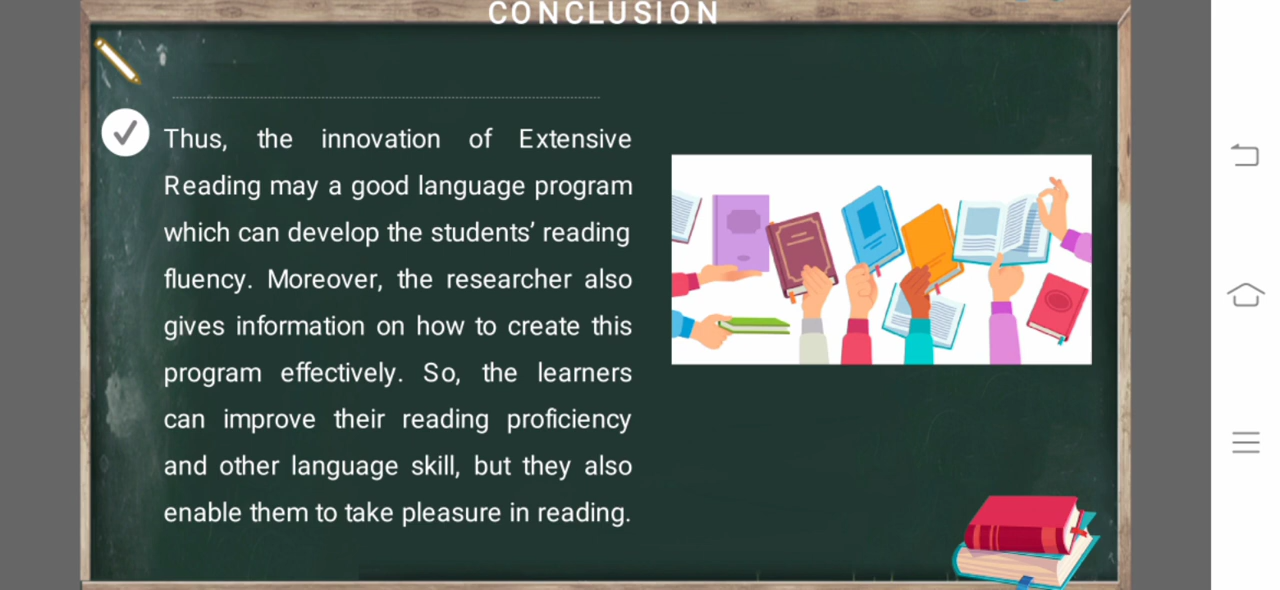 CONCLUSION
Thus, the innovation of Extensive
Reading may a good language program
which can develop the students’ reading
fluency. Moreover, the researcher also
gives information on how to create this
program effectively. So, the learners
can improve their reading proficiency
and other language skill, but they also
enable them to take pleasure in reading.